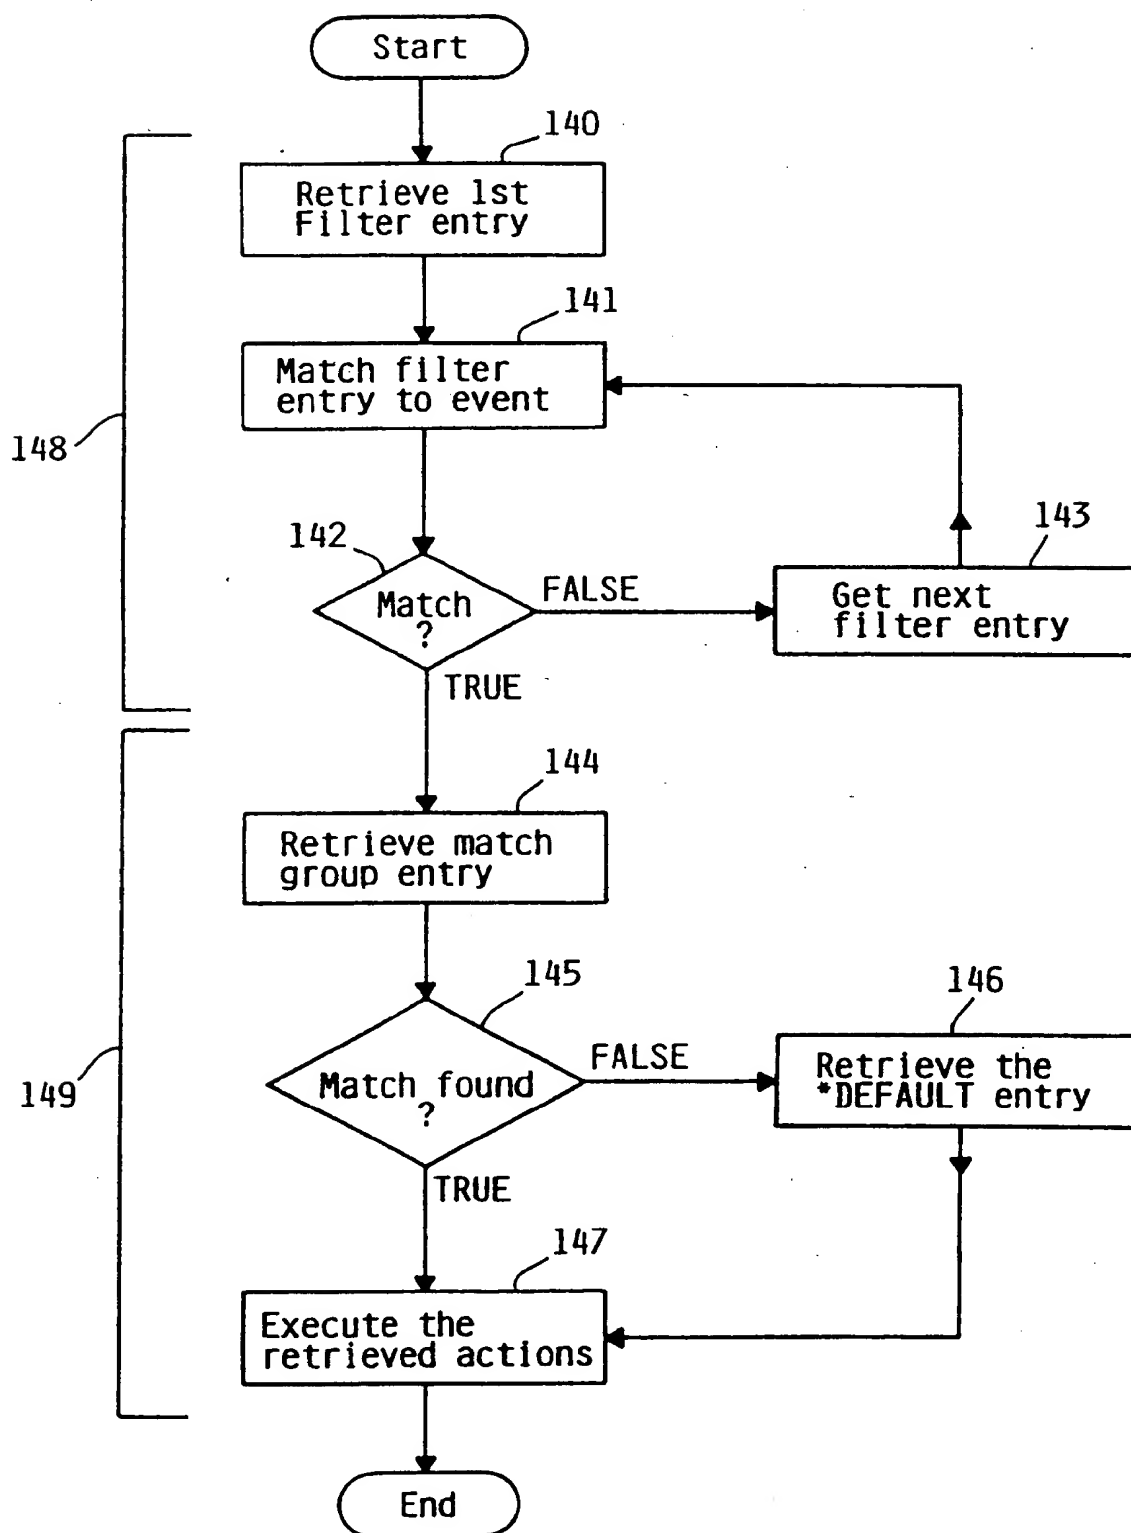 Start
140
Retrieve 1st
Filter entry
141
Match filter
entry to event
148
142
Match
?
FALSE
143
Get next
filter entry
TRUE
144
Retrieve match
group entry
145
Match found
?
FALSE
146
Retrieve the
*DEFAULT entry
149
TRUE
147
Execute the
retrieved actions
End